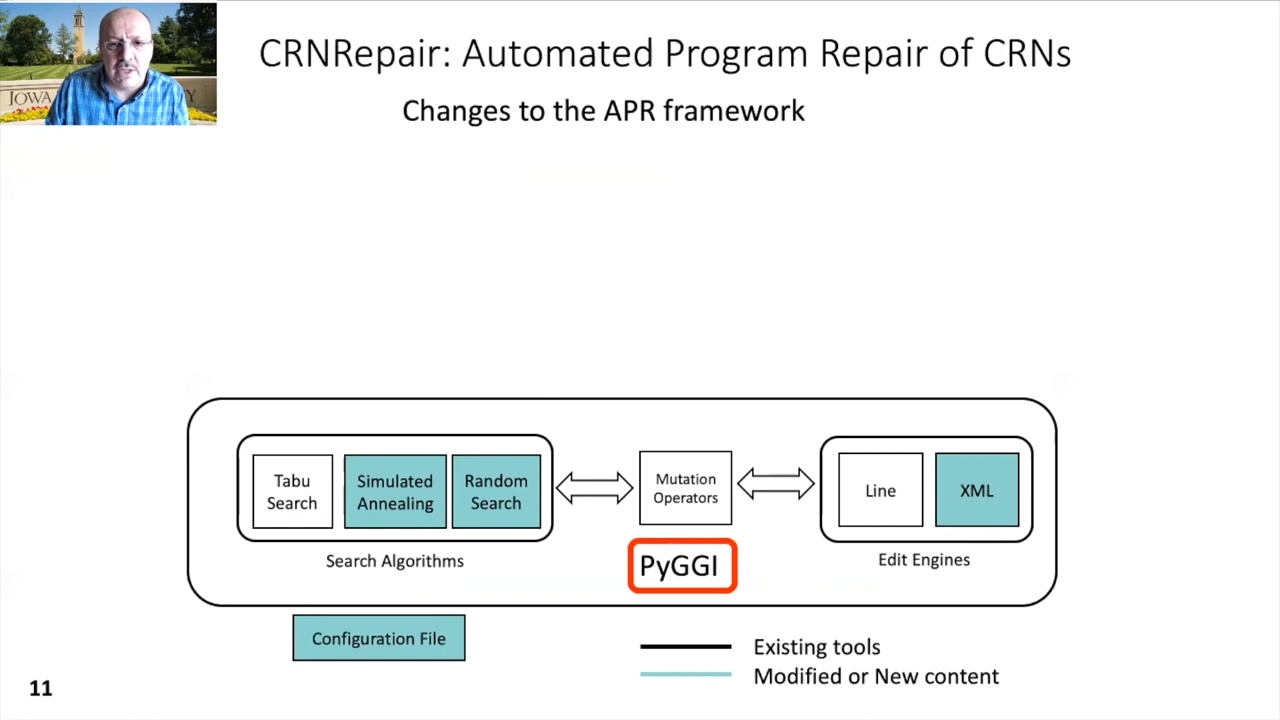 CRNRepair: Automated Program Repair of CRNs
Changes to the APR framework
IOWA
Tabu
Search
Simulated
Annealing
Random
Search
Mutation
Operators
Line
XML
Search Algorithms
PyGGI
Edit Engines
Configuration File
Existing tools
Modified or New content
11